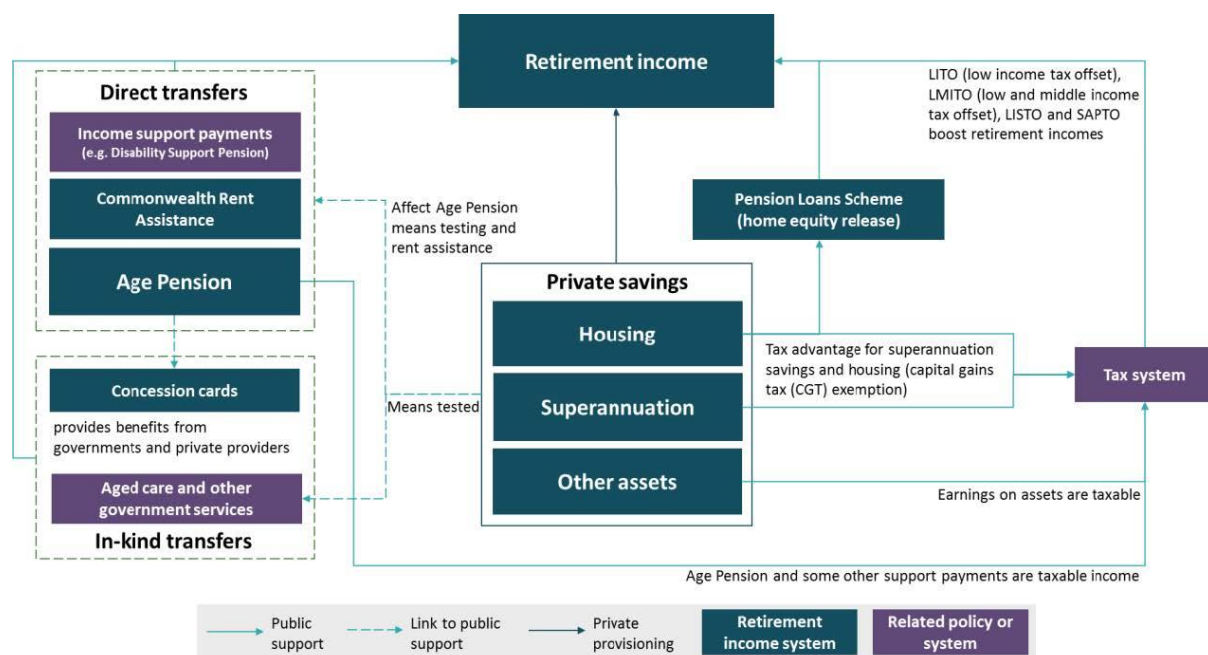 Retirement income
Direct transfers
Income support payments
(e.g. Disability Support Pension)
Commonwealth Rent
Assistance
Age Pension
Concession cards
provides benefits from
governments and private providers
Aged care and other
government services
In-kind transfers
Affect Age Pension
means testing and
rent assistance
Means tested
Private savings
Housing
Superannuation
Other assets
Pension Loans Scheme
(home equity release)
LITO (low income tax offset),
LMITO (low and middle income
tax offset), LISTO and SAPTO
boost retirement incomes
Tax advantage for superannuation
savings and housing (capital gains
tax (CGT) exemption)
Tax system
Earnings on assets are taxable
Age Pension and some other support payments are taxable income
Public
support
Link to public
support
Private
provisioning
Retirement
income system
Related policy or
system